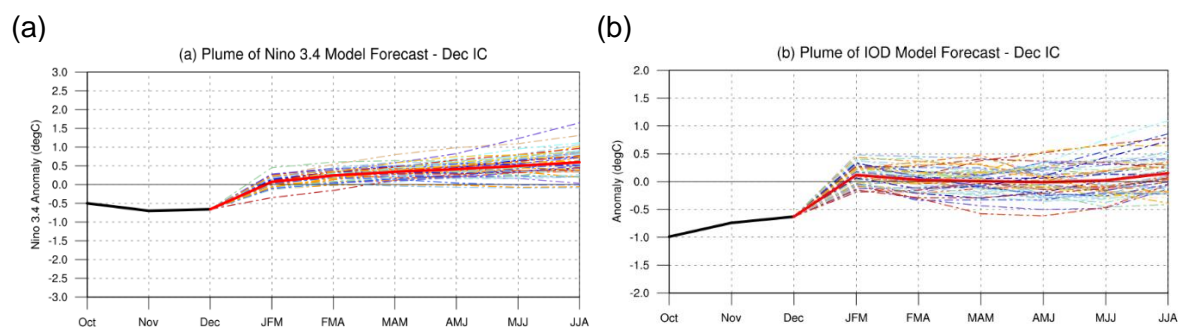 (a)
(b)
(a) Plume of Nino 3.4 Model Forecast - Dec IC
Nino 3.4 Anomaly (degC)
3.0
2.5
2.0
1.5
1.0
0.5
0.0
-0.5
-1.0
-1.5
-2.0
-2.5
-3.0
Oct Nov Dec JFM FMA MAM AMJ MJJ JJA
(b) Plume of IOD Model Forecast - Dec IC
Anomaly (degC)
2.0
1.5
1.0
0.5
0.0
-0.5
-1.0
-1.5
-2.0
Oct Nov Dec JFM FMA MAM AMJ MJJ JJA